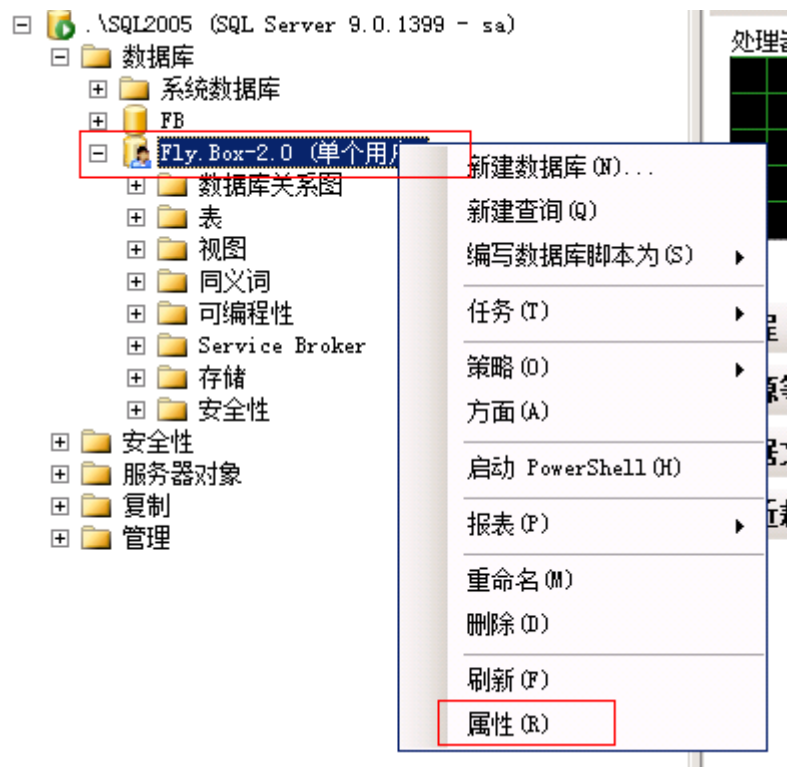 .\SQL2005 (SQL Server 9.0.1399 - sa)
数据库
系统数据库
FB
Fly.Box-2.0 (单个用户
数据库关系图
表
视图
同义词
可编程性
Service Broker
存储
安全性
安全性
服务器对象
复制
管理
处理
新建数据库(N)...
新建查询(Q)
编写数据库脚本为(S)
任务(T)
策略(O)
方面(A)
启动 PowerShell(H)
报表(P)
重命名(M)
删除(D)
刷新(F)
属性(R)